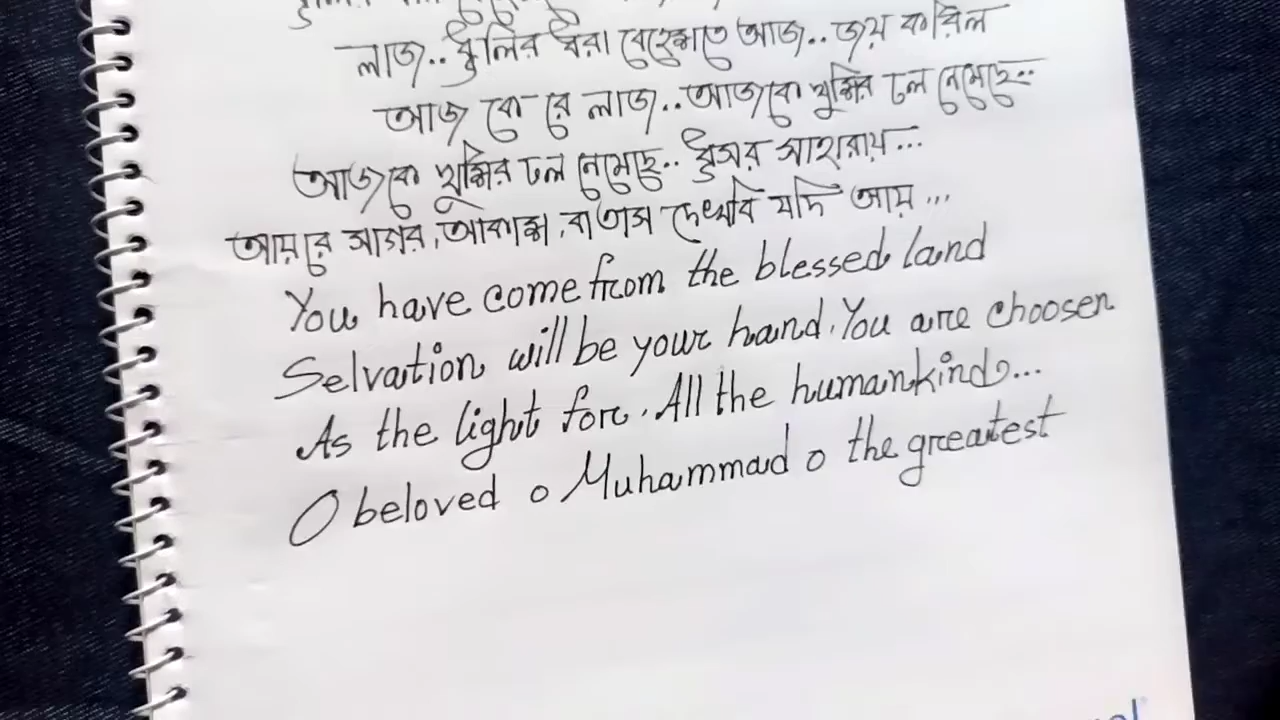 ধুলির
লাজ.. ধুলির ধরা বেহেশতে আজ.. জয় করিল
আজ কে রে লাজ..আজকে খুশির ঢল নেমেছে..
আজকে খুশির ঢল নেমেছে.. ধুসর সাহারায়...
আয়রে সাগর, আকাশ, বাতাস দেখবি যদি আয়...
You have come from the blessed land
Selvation will be your hand. You are choosen
As the light for. All the humankind...
O beloved o Muhammad o the greatest